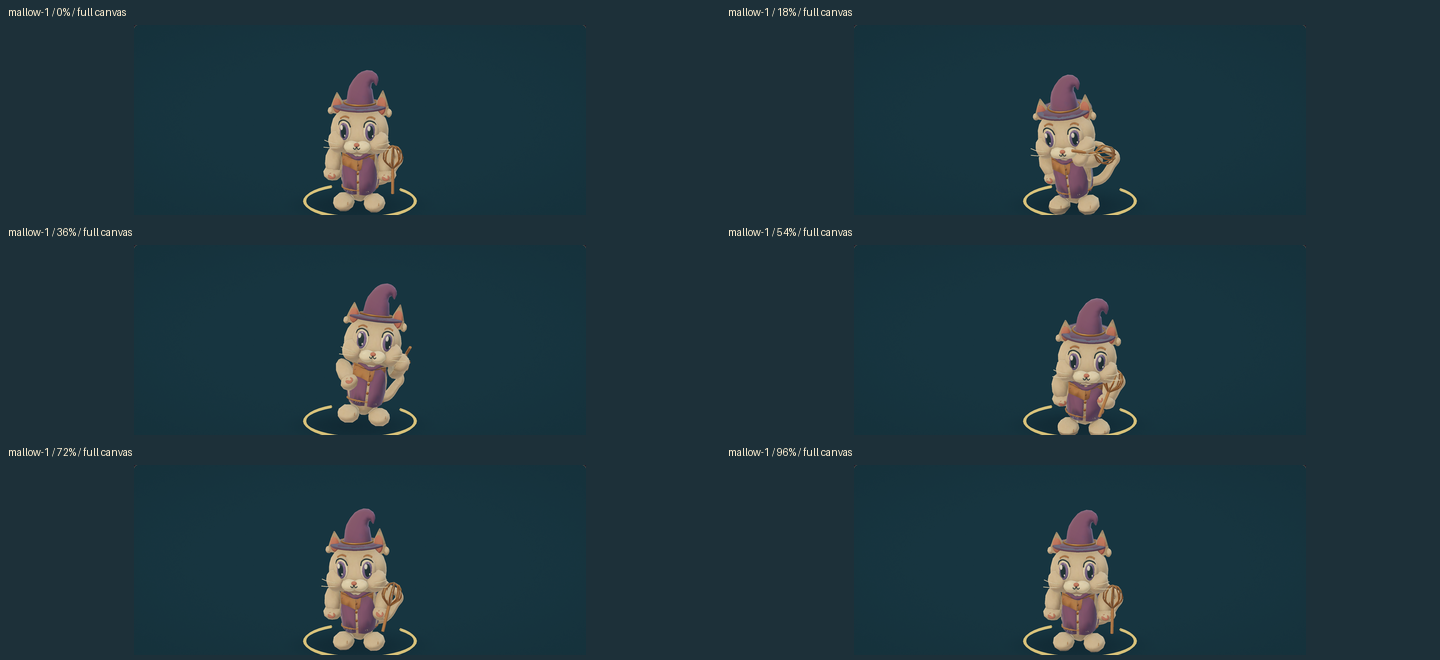 mallow-1 / 0% / full canvas
mallow-1 / 18% / full canvas
mallow-1 / 36% / full canvas
mallow-1 / 54% / full canvas
mallow-1 / 72% / full canvas
mallow-1 / 96% / full canvas